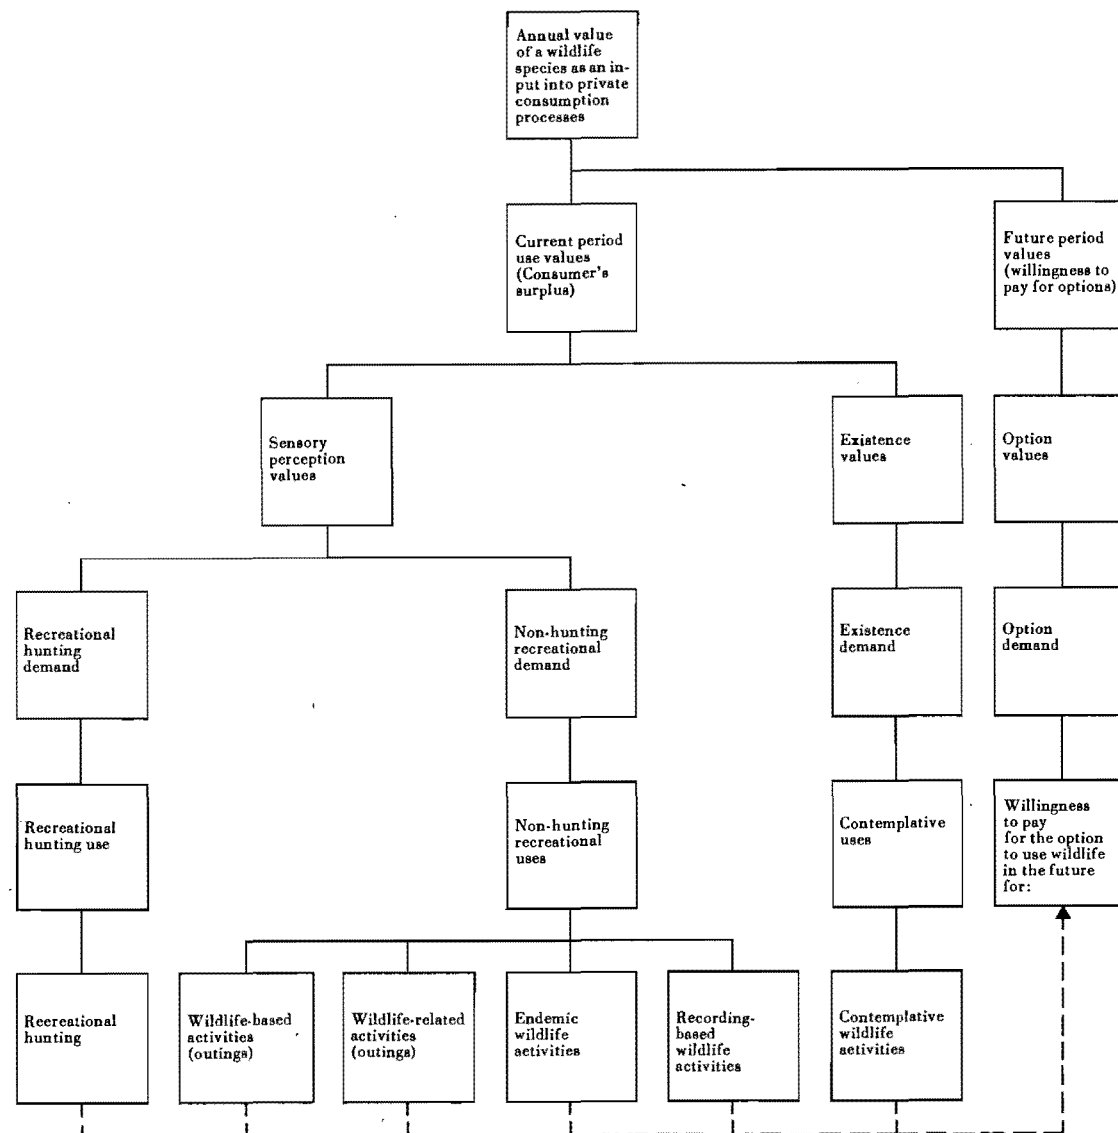 Annual value
of a wildlife
species as an in-
put into private
consumption
processes
Current period
use values
(Consumer's
surplus)
Future period
values
(willingness to
pay for options)
Sensory
perception
values
Existence
values
Option
values
Recreational
hunting
demand
Non-hunting
recreational
demand
Existence
demand
Option
demand
Recreational
hunting use
Non-hunting
recreational
uses
Contemplative
uses
Willingness
to pay
for the option
to use wildlife
in the future
for:
Recreational
hunting
Wildlife-based
activities
(outings)
Wildlife-related
activities
(outings)
Endemic
wildlife
activities
Recording-
based
wildlife
activities
Contemplative
wildlife
activities